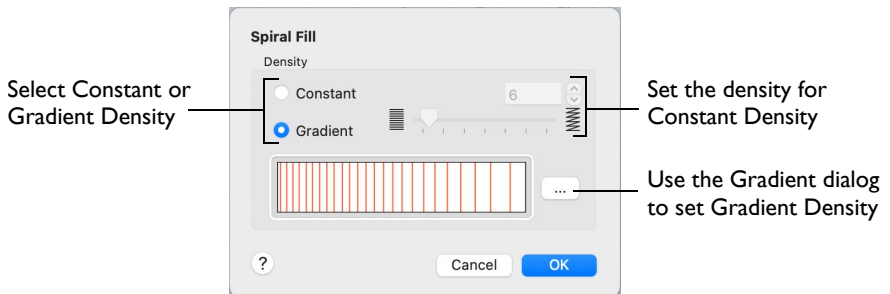 Spiral Fill
Density
Select Constant or
Gradient Density
Constant
6
Gradient
Set the density for
Constant Density
...
Use the Gradient dialog
to set Gradient Density
?
Cancel
OK